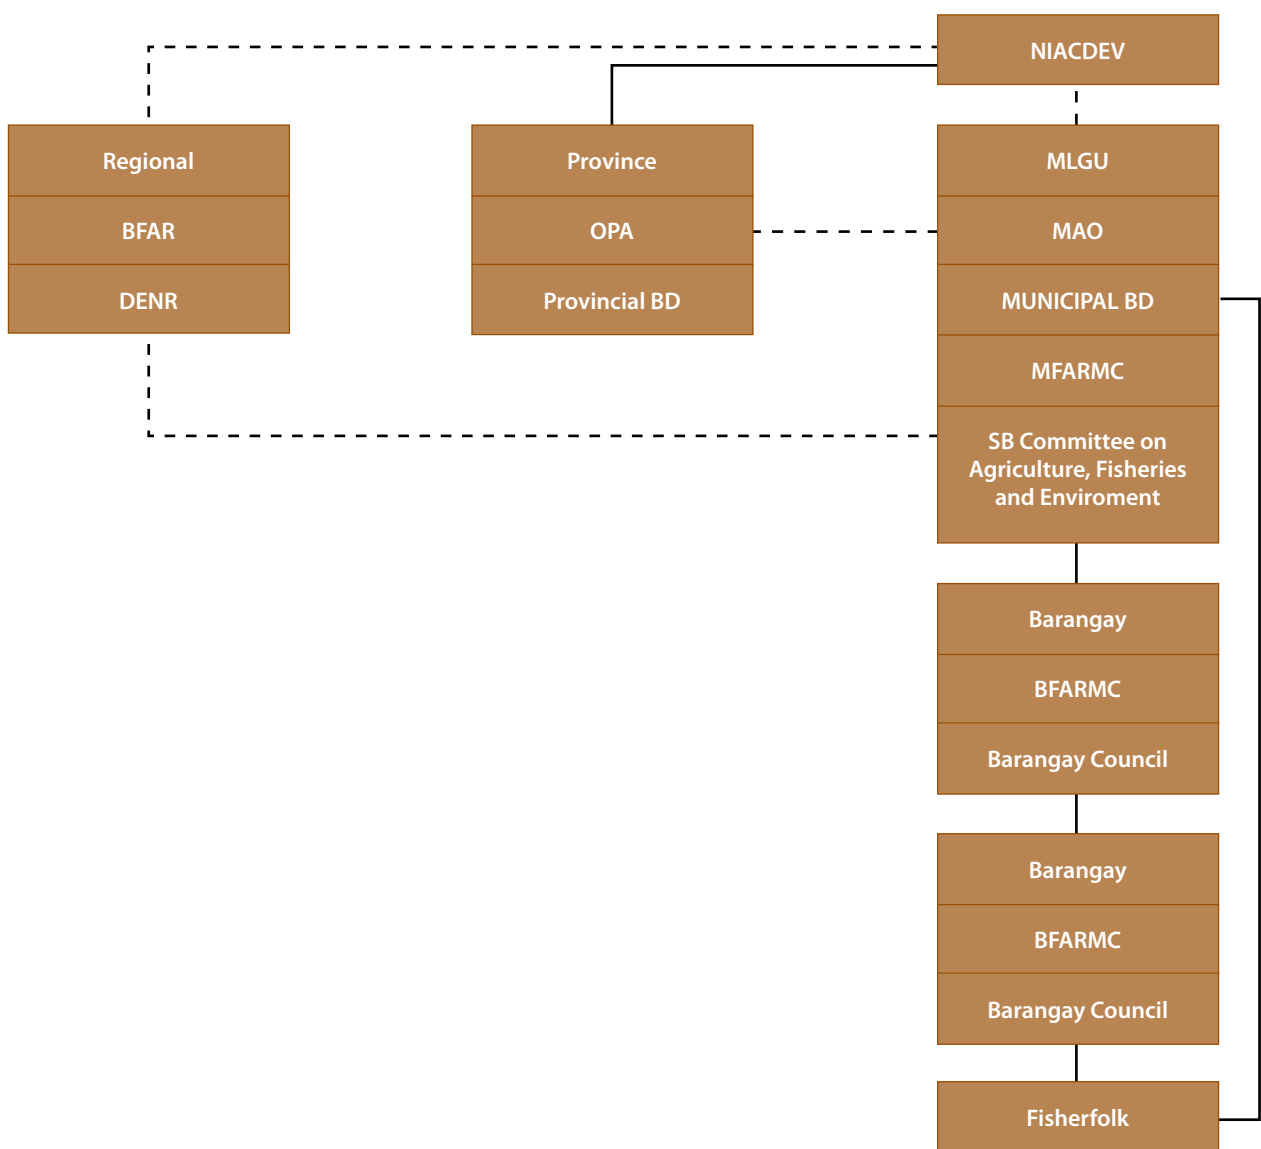 NIACDEV
Regional
BFAR
DENR
Province
OPA
Provincial BD
MLGU
MAO
MUNICIPAL BD
MFARMC
SB Committee on
Agriculture, Fisheries
and Enviroment
Barangay
BFARMC
Barangay Council
Barangay
BFARMC
Barangay Council
Fisherfolk